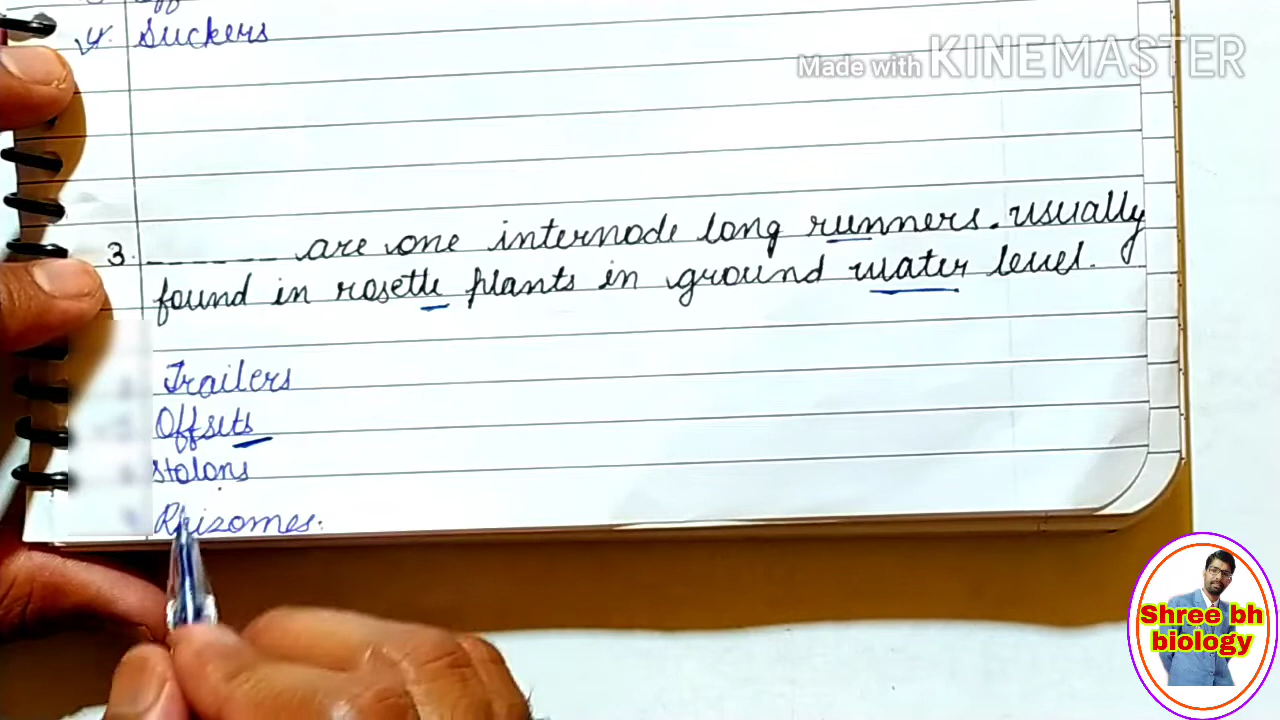 4. Suckers
Made with KINEMASTER
3. ______ are one internode long runners. usually
found in rosette plants in ground water level.
Trailers
Offsets
Stolons
Rhizomes.
Shree bh
biology